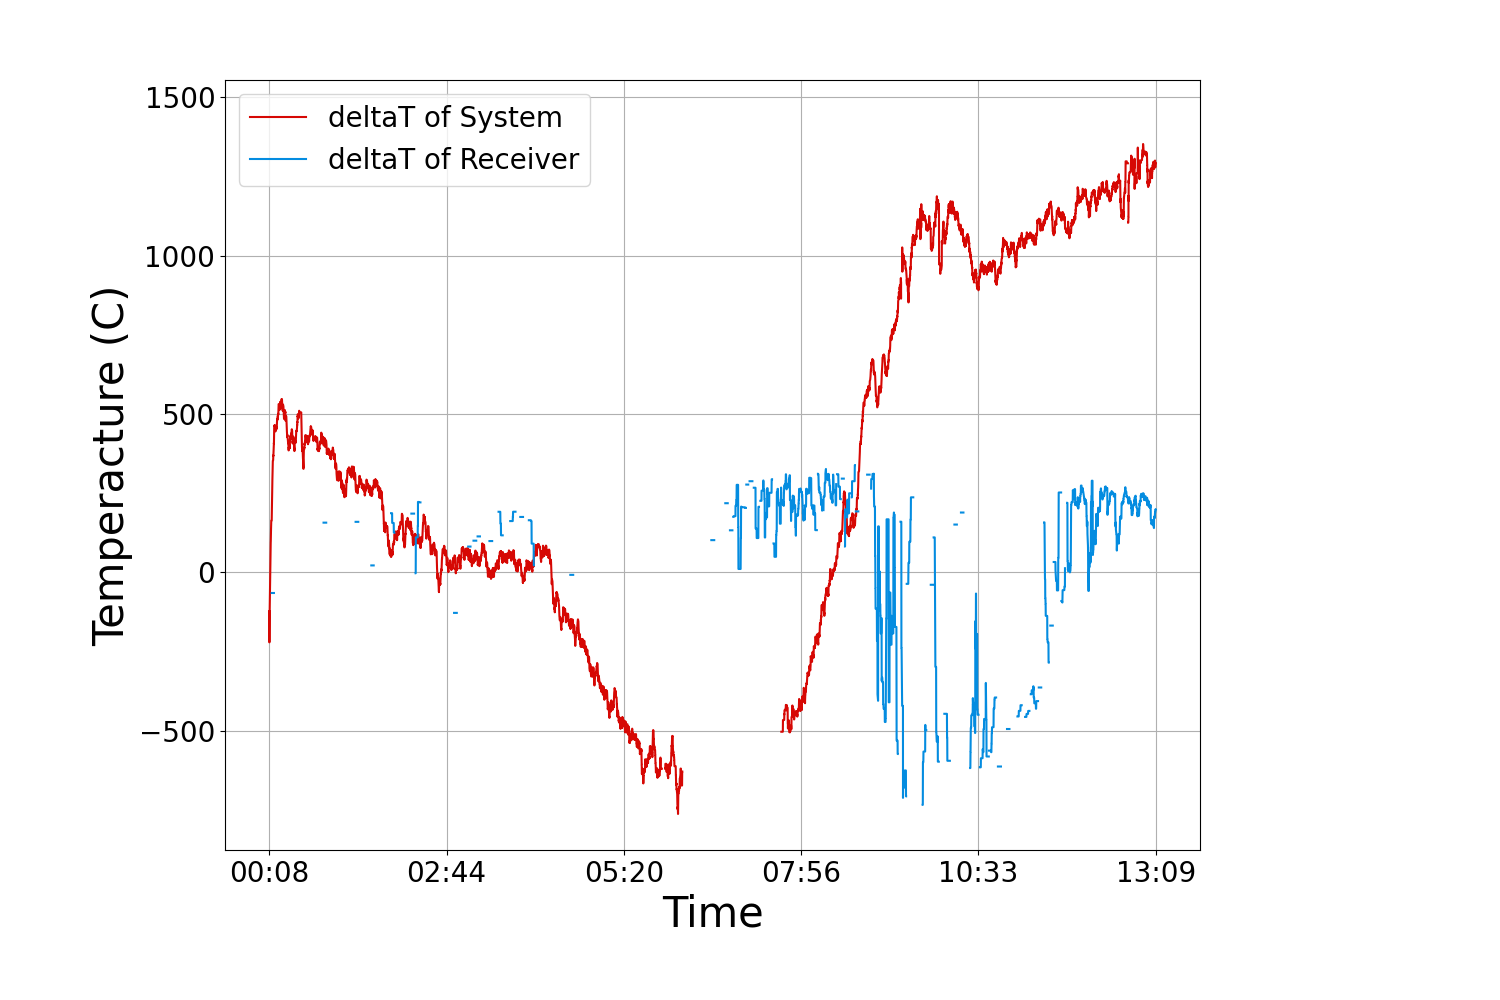 deltaT of System
deltaT of Receiver
Temperacture (C)
1500
1000
500
0
−500
00:08 02:44 05:20 07:56 10:33 13:09
Time